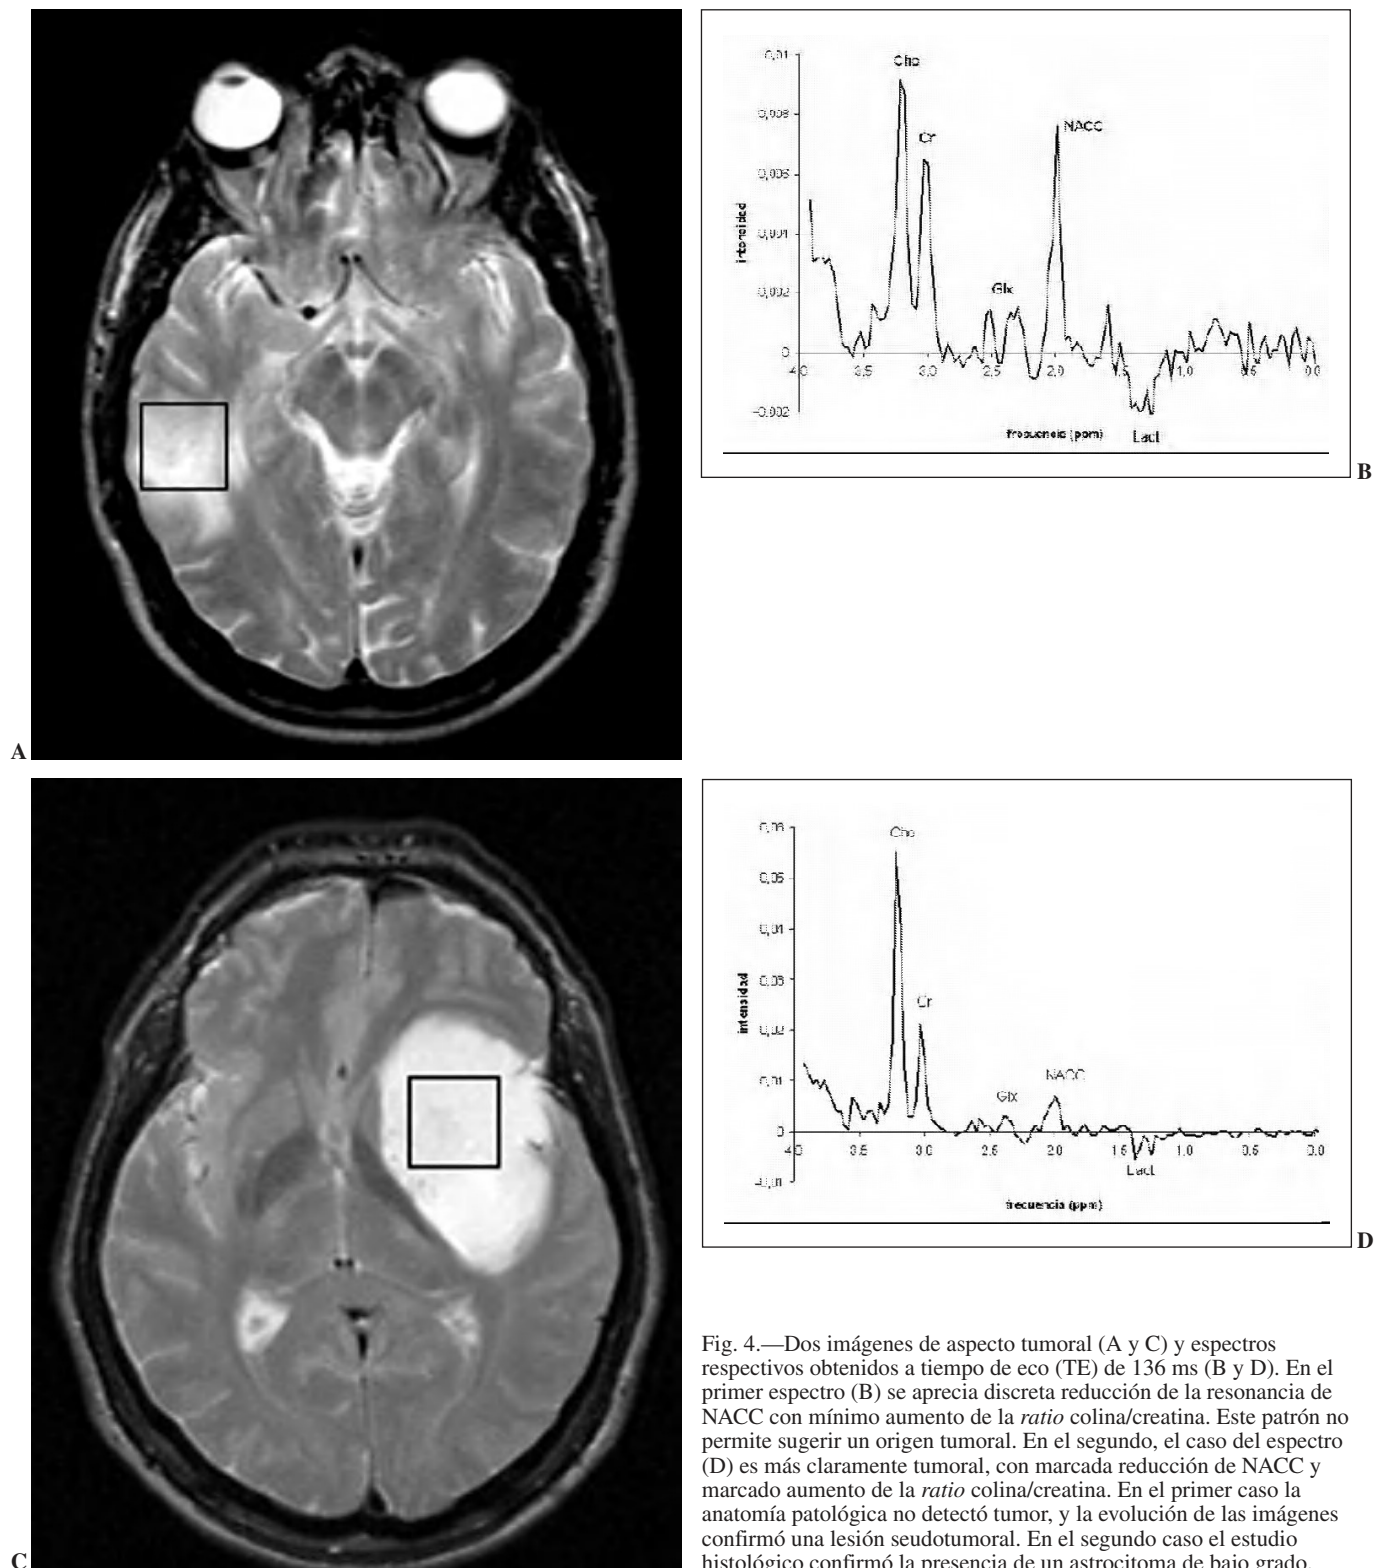 0,01
Cho
0,008
Cr
NACC
0,006
0,004
intensidad
Glx
0,002
0
4.0 3.5 3.0 2.5 2.0 1.5 1.0 0.5 0.0
-0.002
frecuencia (ppm)
Lact
B
A
0,06
Cho
0,05
0,04
0,03
intensidad
Cr
0,02
0,01
NACC
Glx
0
4.0 3.5 3.0 2.5 2.0 1.5 1.0 0.5 0.0
-0,01
Lact
frecuencia (ppm)
D
Fig. 4.—Dos imágenes de aspecto tumoral (A y C) y espectros
respectivos obtenidos a tiempo de eco (TE) de 136 ms (B y D). En el
primer espectro (B) se aprecia discreta reducción de la resonancia de
NACC con mínimo aumento de la ratio colina/creatina. Este patrón no
permite sugerir un origen tumoral. En el segundo, el caso del espectro
(D) es más claramente tumoral, con marcada reducción de NACC y
marcado aumento de la ratio colina/creatina. En el primer caso la
anatomía patológica no detectó tumor, y la evolución de las imágenes
confirmó una lesión seudotumoral. En el segundo caso el estudio
histológico confirmó la presencia de un astrocitoma de bajo grado.
C